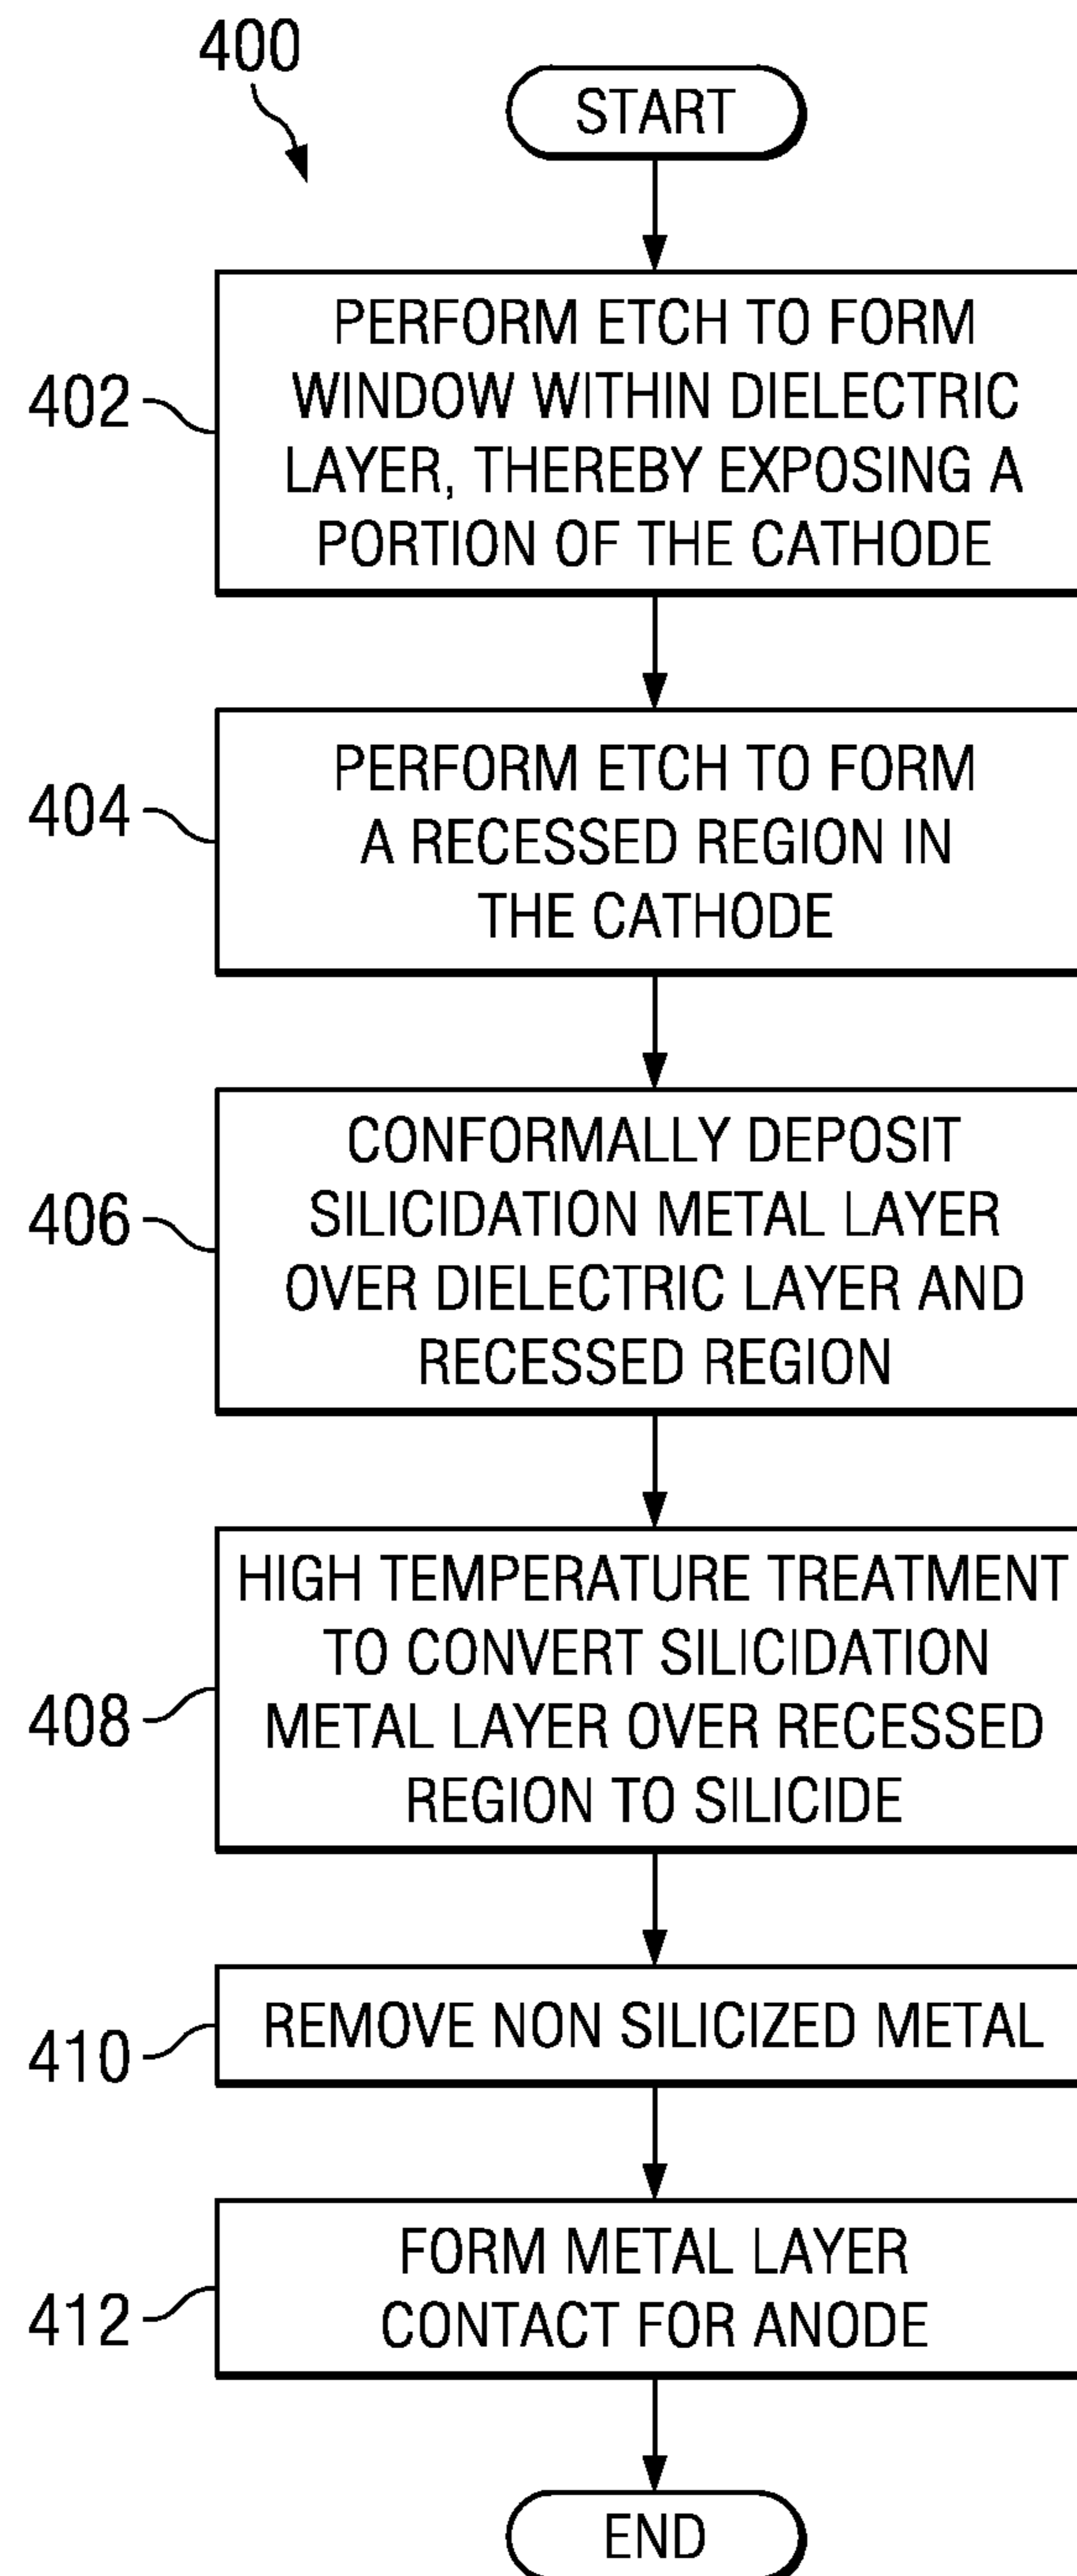 400
START
402
PERFORM ETCH TO FORM
WINDOW WITHIN DIELECTRIC
LAYER, THEREBY EXPOSING A
PORTION OF THE CATHODE
404
PERFORM ETCH TO FORM
A RECESSED REGION IN
THE CATHODE
406
CONFORMALLY DEPOSIT
SILICIDATION METAL LAYER
OVER DIELECTRIC LAYER AND
RECESSED REGION
408
HIGH TEMPERATURE TREATMENT
TO CONVERT SILICIDATION
METAL LAYER OVER RECESSED
REGION TO SILICIDE
410
REMOVE NON SILICIZED METAL
412
FORM METAL LAYER
CONTACT FOR ANODE
END